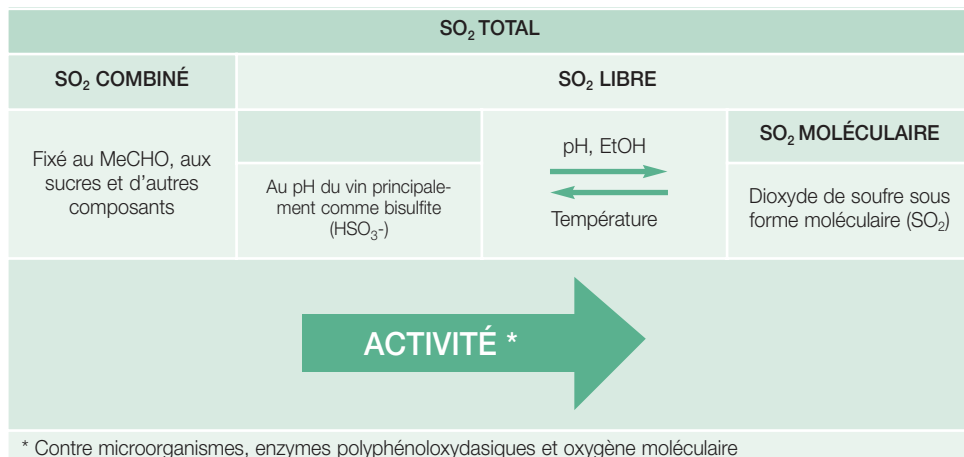 SO₂ TOTAL
SO₂ COMBINÉ
SO₂ LIBRE
Fixé au MeCHO, aux
sucres et d'autres
composants
Au pH du vin principale-
ment comme bisulfite
(HSO₃-)
pH, EtOH
Température
SO₂ MOLÉCULAIRE
Dioxyde de soufre sous
forme moléculaire (SO₂)
ACTIVITÉ *
* Contre microorganismes, enzymes polyphénoloxydasiques et oxygène moléculaire